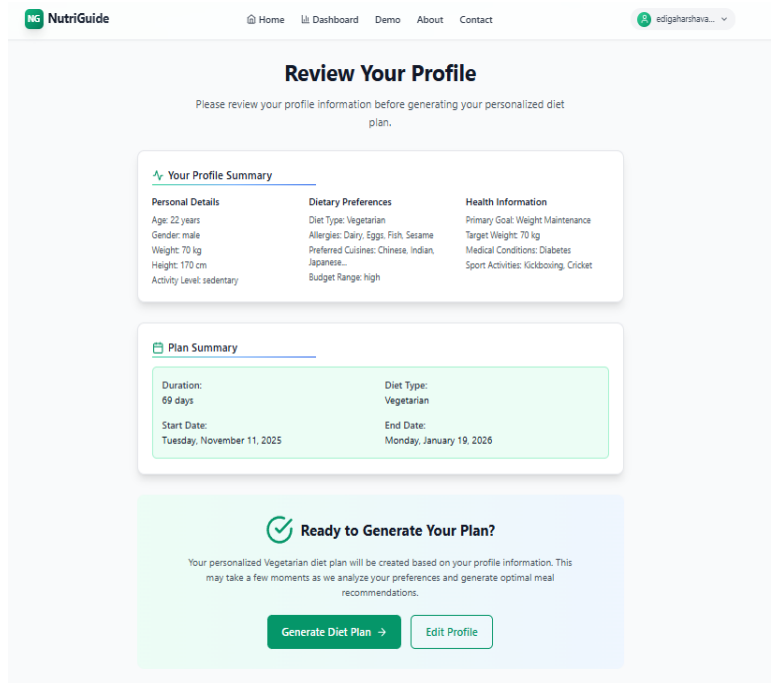 NG NutriGuide
Home Dashboard Demo About Contact
edigaharshava...
Review Your Profile
Please review your profile information before generating your personalized diet
plan.
Your Profile Summary
Personal Details
Age: 22 years
Gender: male
Weight: 70 kg
Height: 170 cm
Activity Level: sedentary
Dietary Preferences
Diet Type: Vegetarian
Allergies: Dairy, Eggs, Fish, Sesame
Preferred Cuisines: Chinese, Indian,
Japanese...
Budget Range: high
Health Information
Primary Goal: Weight Maintenance
Target Weight: 70 kg
Medical Conditions: Diabetes
Sport Activities: Kickboxing, Cricket
Plan Summary
Duration:
69 days
Diet Type:
Vegetarian
Start Date:
Tuesday, November 11, 2025
End Date:
Monday, January 19, 2026
Ready to Generate Your Plan?
Your personalized Vegetarian diet plan will be created based on your profile information. This
may take a few moments as we analyze your preferences and generate optimal meal
recommendations.
Generate Diet Plan →
Edit Profile